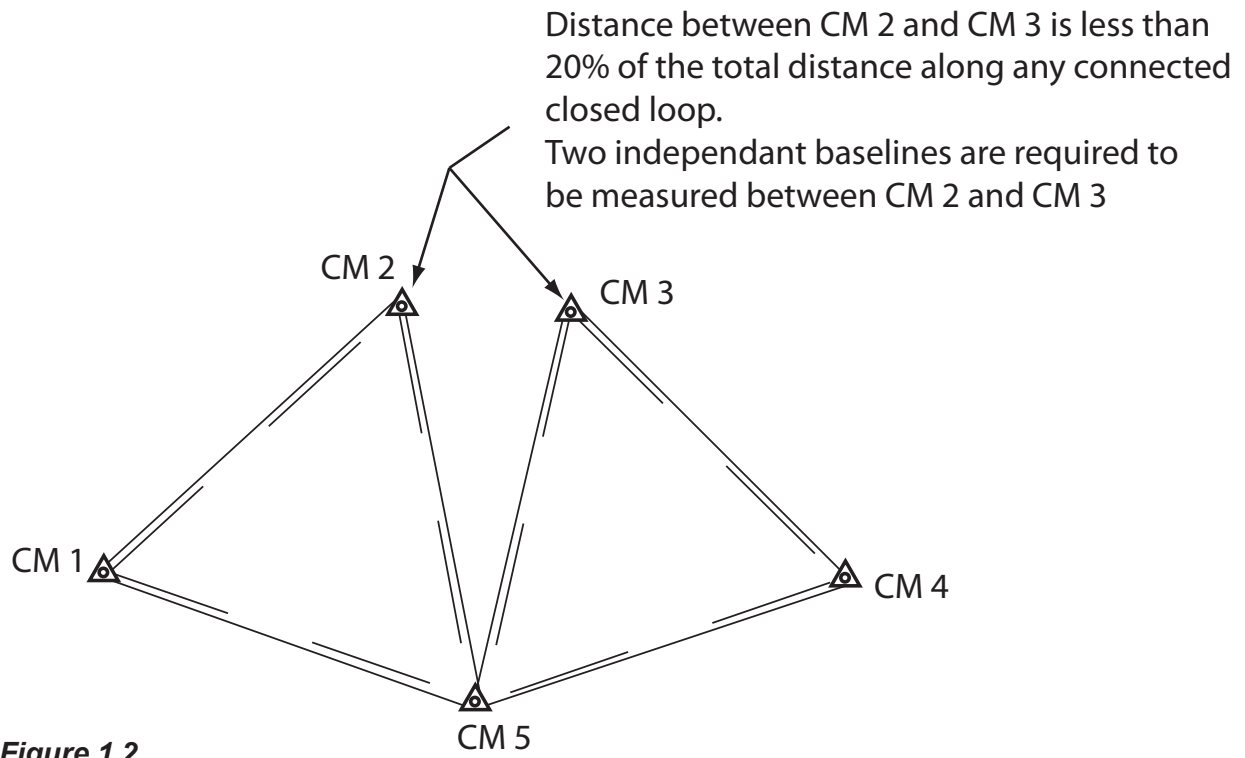 Distance between CM 2 and CM 3 is less than
20% of the total distance along any connected
closed loop.
Two independant baselines are required to
be measured between CM 2 and CM 3
CM 2
CM 3
CM 1
CM 4
CM 5
Figure 1.2